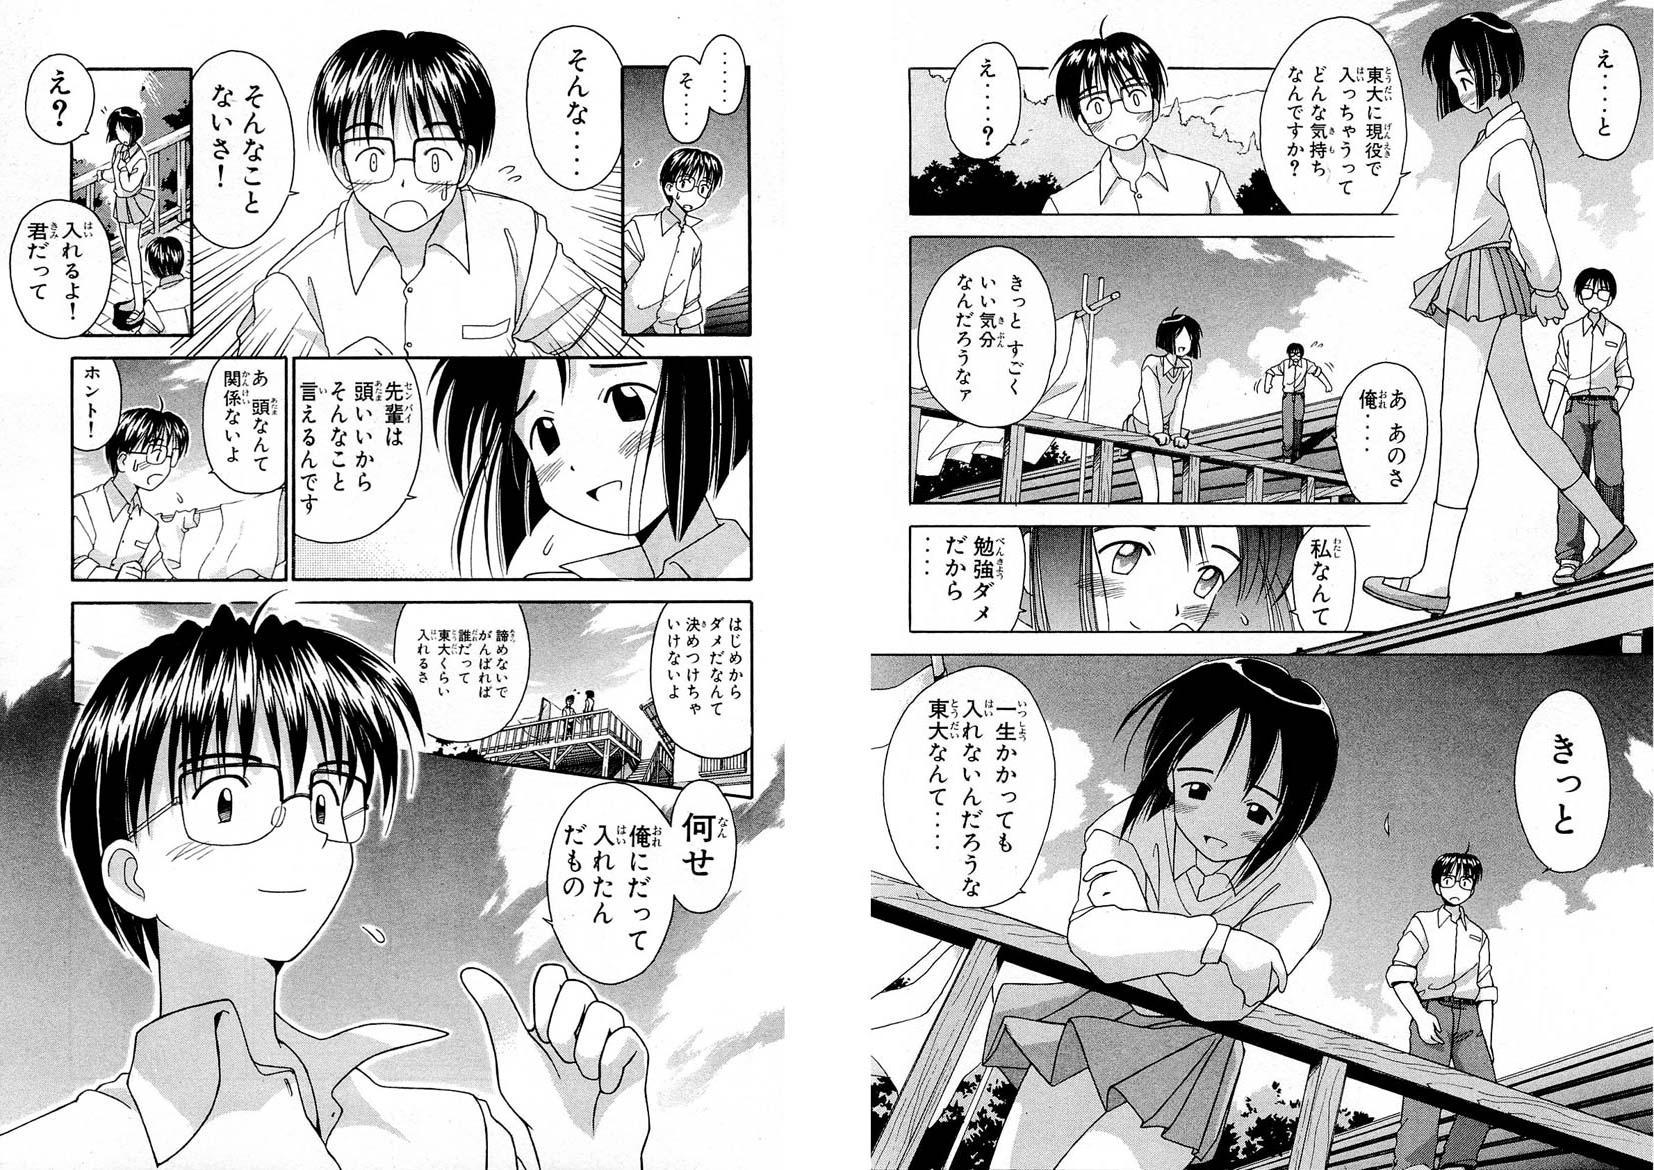 え‥‥と
東大に現役で
入っちゃうって
どんな気持ち
なんですか？
え‥‥‥？
あ あのさ
俺‥‥
きっと すごく
いい気分
なんだろうなァ
私なんて
勉強ダメ
だから
‥‥
きっと
一生かかっても
入れないんだろうな
東大なんて‥‥
‥‥‥
そ‥‥
そんな‥‥
そんなこと
ないさ！
え？
入れるよ！
君だって
先輩は
頭いいから
そんなこと
言えるんです
あ 頭なんて
関係ないよ
ホント！
はじめから
ダメだなんて
決めつけちゃ
いけないよ
諦めないで
がんばれば
誰だって
東大くらい
入れるさ
何せ
俺にだって
入れたん
だもの